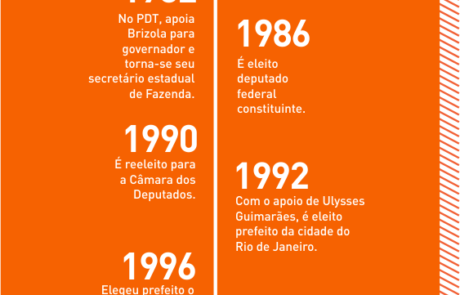 No PDT, apoia
Brizola para
governador e
torna-se seu
secretário estadual
de Fazenda.
1986
É eleito
deputado
federal
constituinte.
1990
É reeleito para
a Câmara dos
Deputados.
1992
Com o apoio de Ulysses
Guimarães, é eleito
prefeito da cidade do
Rio de Janeiro.
1996
Elegeu prefeito o